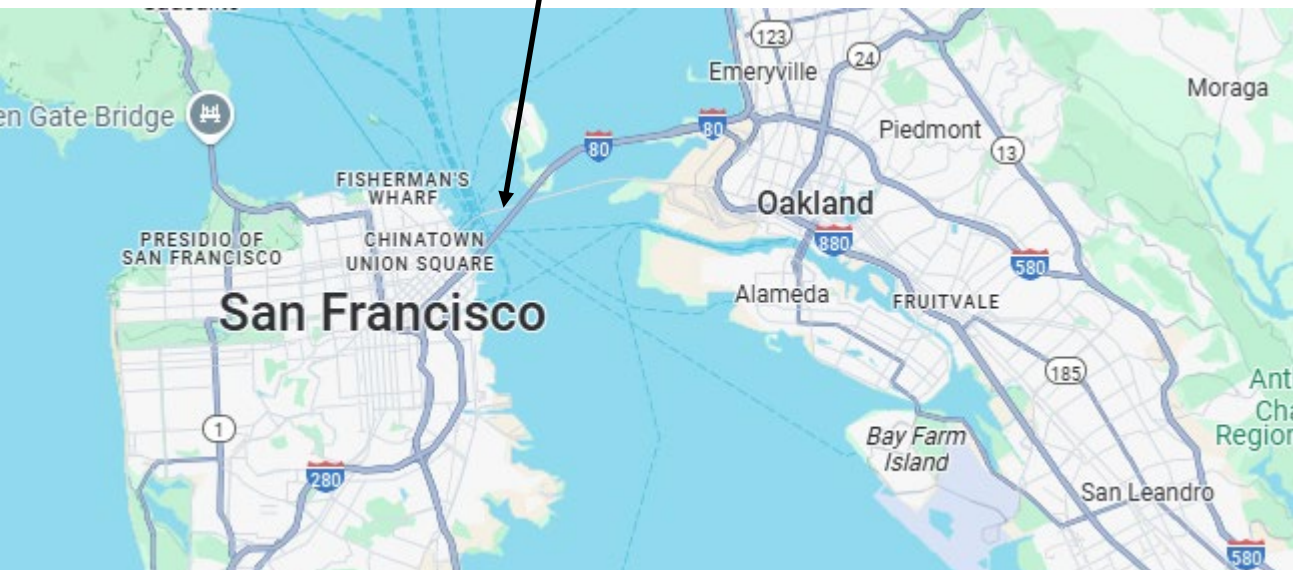 123
24
Emeryville
Moraga
en Gate Bridge
80
80
Piedmont
13
FISHERMAN'S
WHARF
Oakland
PRESIDIO OF
SAN FRANCISCO
CHINATOWN
UNION SQUARE
880
580
San Francisco
Alameda
FRUITVALE
185
Ant
Cha
Region
1
Bay Farm
Island
280
San Leandro
580